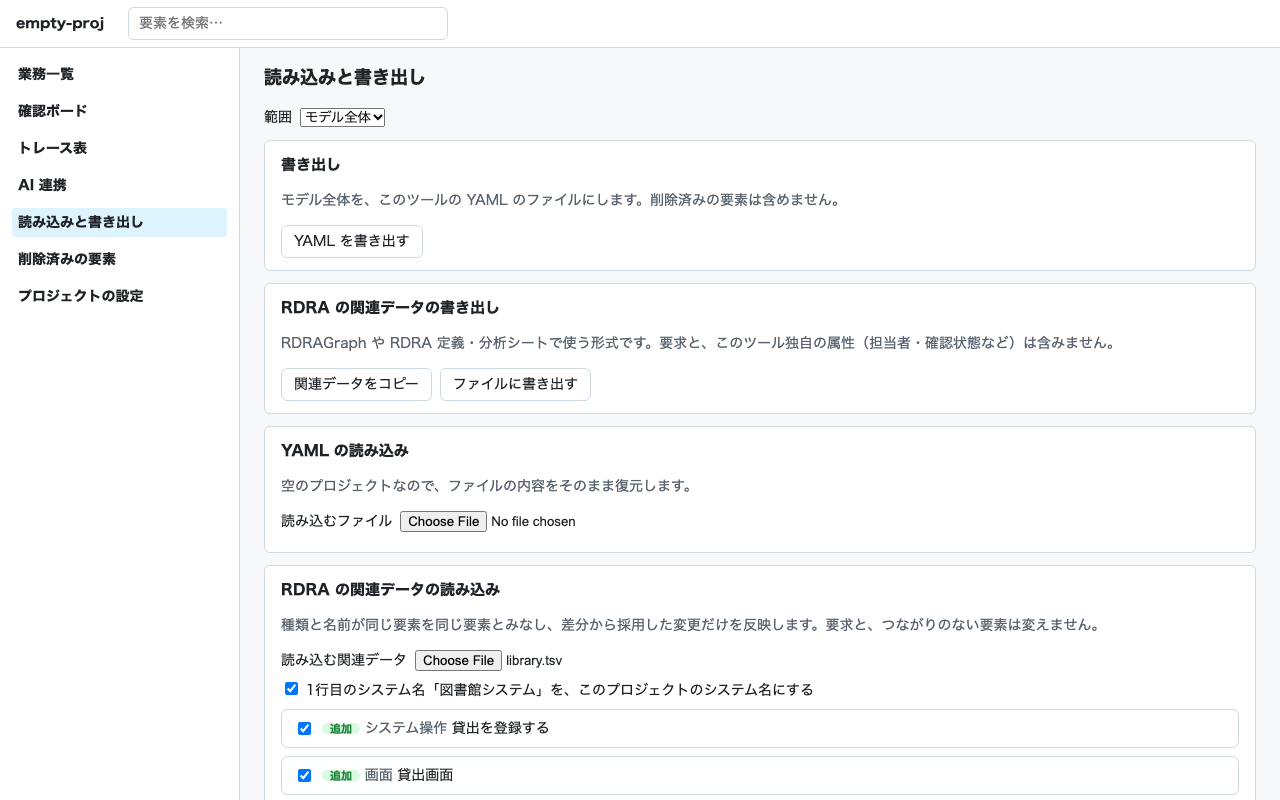 empty-proj
要素を検索…
業務一覧
確認ボード
トレース表
AI 連携
読み込みと書き出し
削除済みの要素
プロジェクトの設定
読み込みと書き出し
範囲 モデル全体
書き出し
モデル全体を、このツールの YAML のファイルにします。削除済みの要素は含めません。
YAML を書き出す
RDRA の関連データの書き出し
RDRAGraph や RDRA 定義・分析シートで使う形式です。要求と、このツール独自の属性（担当者・確認状態など）は含みません。
関連データをコピー ファイルに書き出す
YAML の読み込み
空のプロジェクトなので、ファイルの内容をそのまま復元します。
読み込むファイル Choose File No file chosen
RDRA の関連データの読み込み
種類と名前が同じ要素を同じ要素とみなし、差分から採用した変更だけを反映します。要求と、つながりのない要素は変えません。
読み込む関連データ Choose File library.tsv
1行目のシステム名「図書館システム」を、このプロジェクトのシステム名にする
追加 システム操作 貸出を登録する
追加 画面 貸出画面